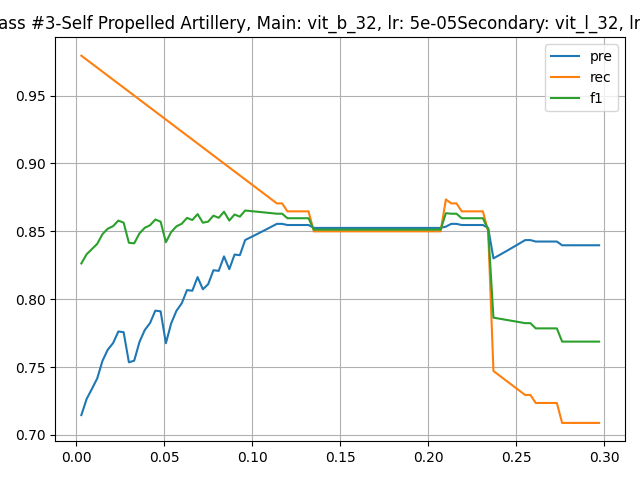 ass #3-Self Propelled Artillery, Main: vit_b_32, lr: 5e-05Secondary: vit_l_32, lr
pre
rec
f1
0.95
0.90
0.85
0.80
0.75
0.70
0.00 0.05 0.10 0.15 0.20 0.25 0.30